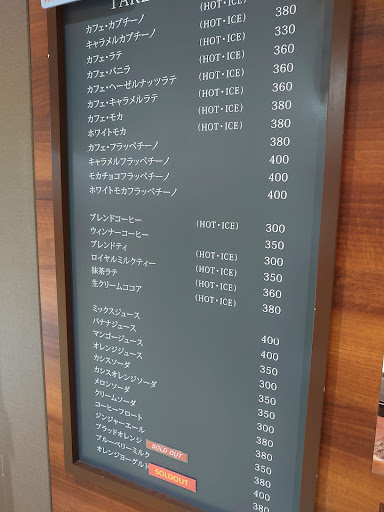 カフェ・カプチーノ (HOT・ICE)
キャラメルカプチーノ (HOT・ICE) 380
カフェ・ラテ (HOT・ICE) 330
カフェ・バニラ (HOT・ICE) 360
カフェ・ヘーゼルナッツラテ (HOT・ICE) 360
カフェ・キャラメルラテ (HOT・ICE) 360
カフェ・モカ (HOT・ICE) 380
ホワイトモカ (HOT・ICE) 380
カフェ・フラッペチーノ 380
キャラメルフラッペチーノ 400
モカチョコフラッペチーノ 400
ホワイトモカフラッペチーノ 400
ブレンドコーヒー (HOT・ICE) 300
ウィンナーコーヒー 350
ブレンドティ (HOT・ICE) 300
ロイヤルミルクティー (HOT・ICE) 350
抹茶ラテ (HOT・ICE) 360
生クリームココア (HOT・ICE) 380
ミックスジュース 400
バナナジュース 400
マンゴージュース 350
オレンジジュース 300
カシスソーダ 350
カシスオレンジソーダ 350
メロンソーダ 300
クリームソーダ 380
コーヒーフロート 380
ジンジャーエール 350
ブラッドオレンジ SOLD OUT 380
ブルーベリーミルク 400
オレンジヨーグルト SOLDOUT 380